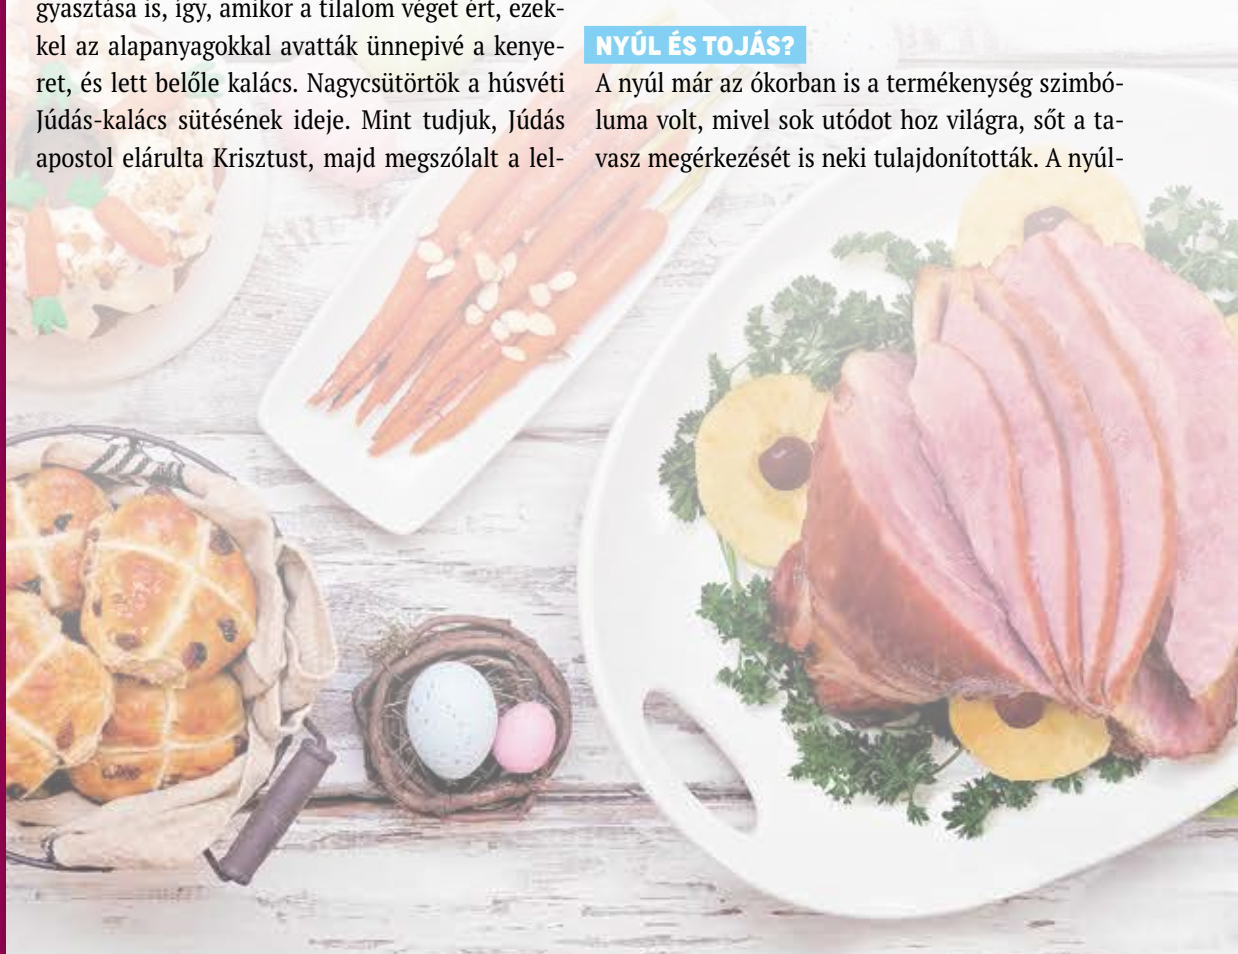 gyasztása is, így, amikor a tilalom véget ért, ezek-
kel az alapanyagokkal avatták ünnepivé a kenye-
ret, és lett belőle kalács. Nagycsütörtök a húsvéti
Júdás-kalács sütésének ideje. Mint tudjuk, Júdás
apostol elárulta Krisztust, majd megszólalt a lel-
NYÚL ÉS TOJÁS?
A nyúl már az ókorban is a termékenység szimbó-
luma volt, mivel sok utódot hoz világra, sőt a ta-
vasz megérkezését is neki tulajdonították. A nyúl-